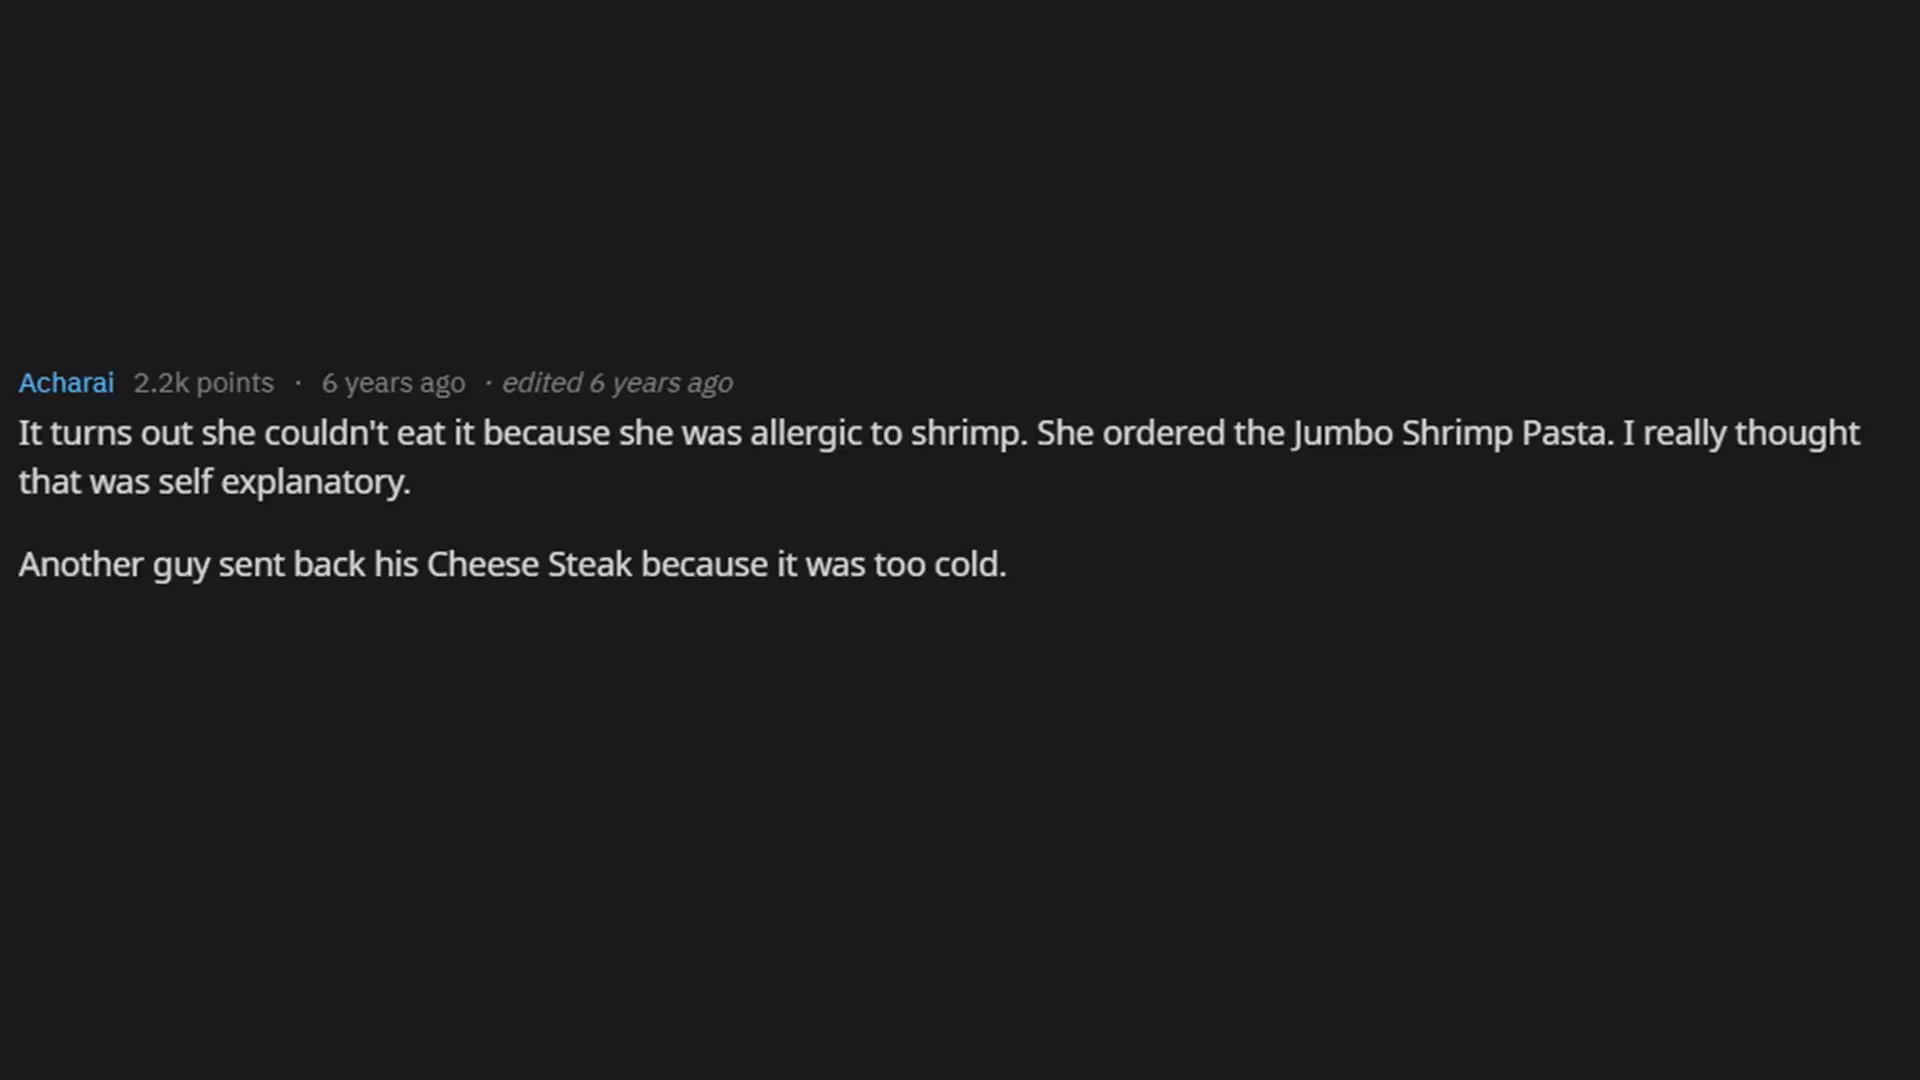 Acharai 2.2k points · 6 years ago · edited 6 years ago
It turns out she couldn't eat it because she was allergic to shrimp. She ordered the Jumbo Shrimp Pasta. I really thought
that was self explanatory.
Another guy sent back his Cheese Steak because it was too cold.